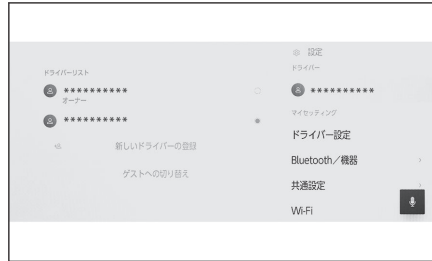 ドライバーリスト
**********
オーナー
**********
新しいドライバーの登録
ゲストへの切り替え
設定
ドライバー
**********
マイセッティング
ドライバー設定
Bluetooth／機器
共通設定
Wi-Fi